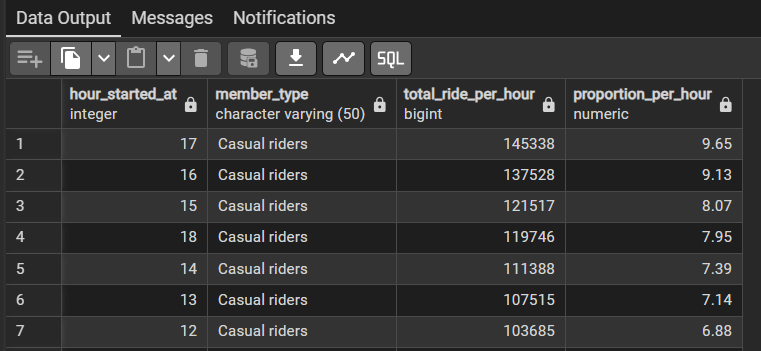 Data Output Messages Notifications
SQL
hour_started_at member_type total_ride_per_hour proportion_per_hour
integer character varying (50) bigint numeric
1 17 Casual riders 145338 9.65
2 16 Casual riders 137528 9.13
3 15 Casual riders 121517 8.07
4 18 Casual riders 119746 7.95
5 14 Casual riders 111388 7.39
6 13 Casual riders 107515 7.14
7 12 Casual riders 103685 6.88